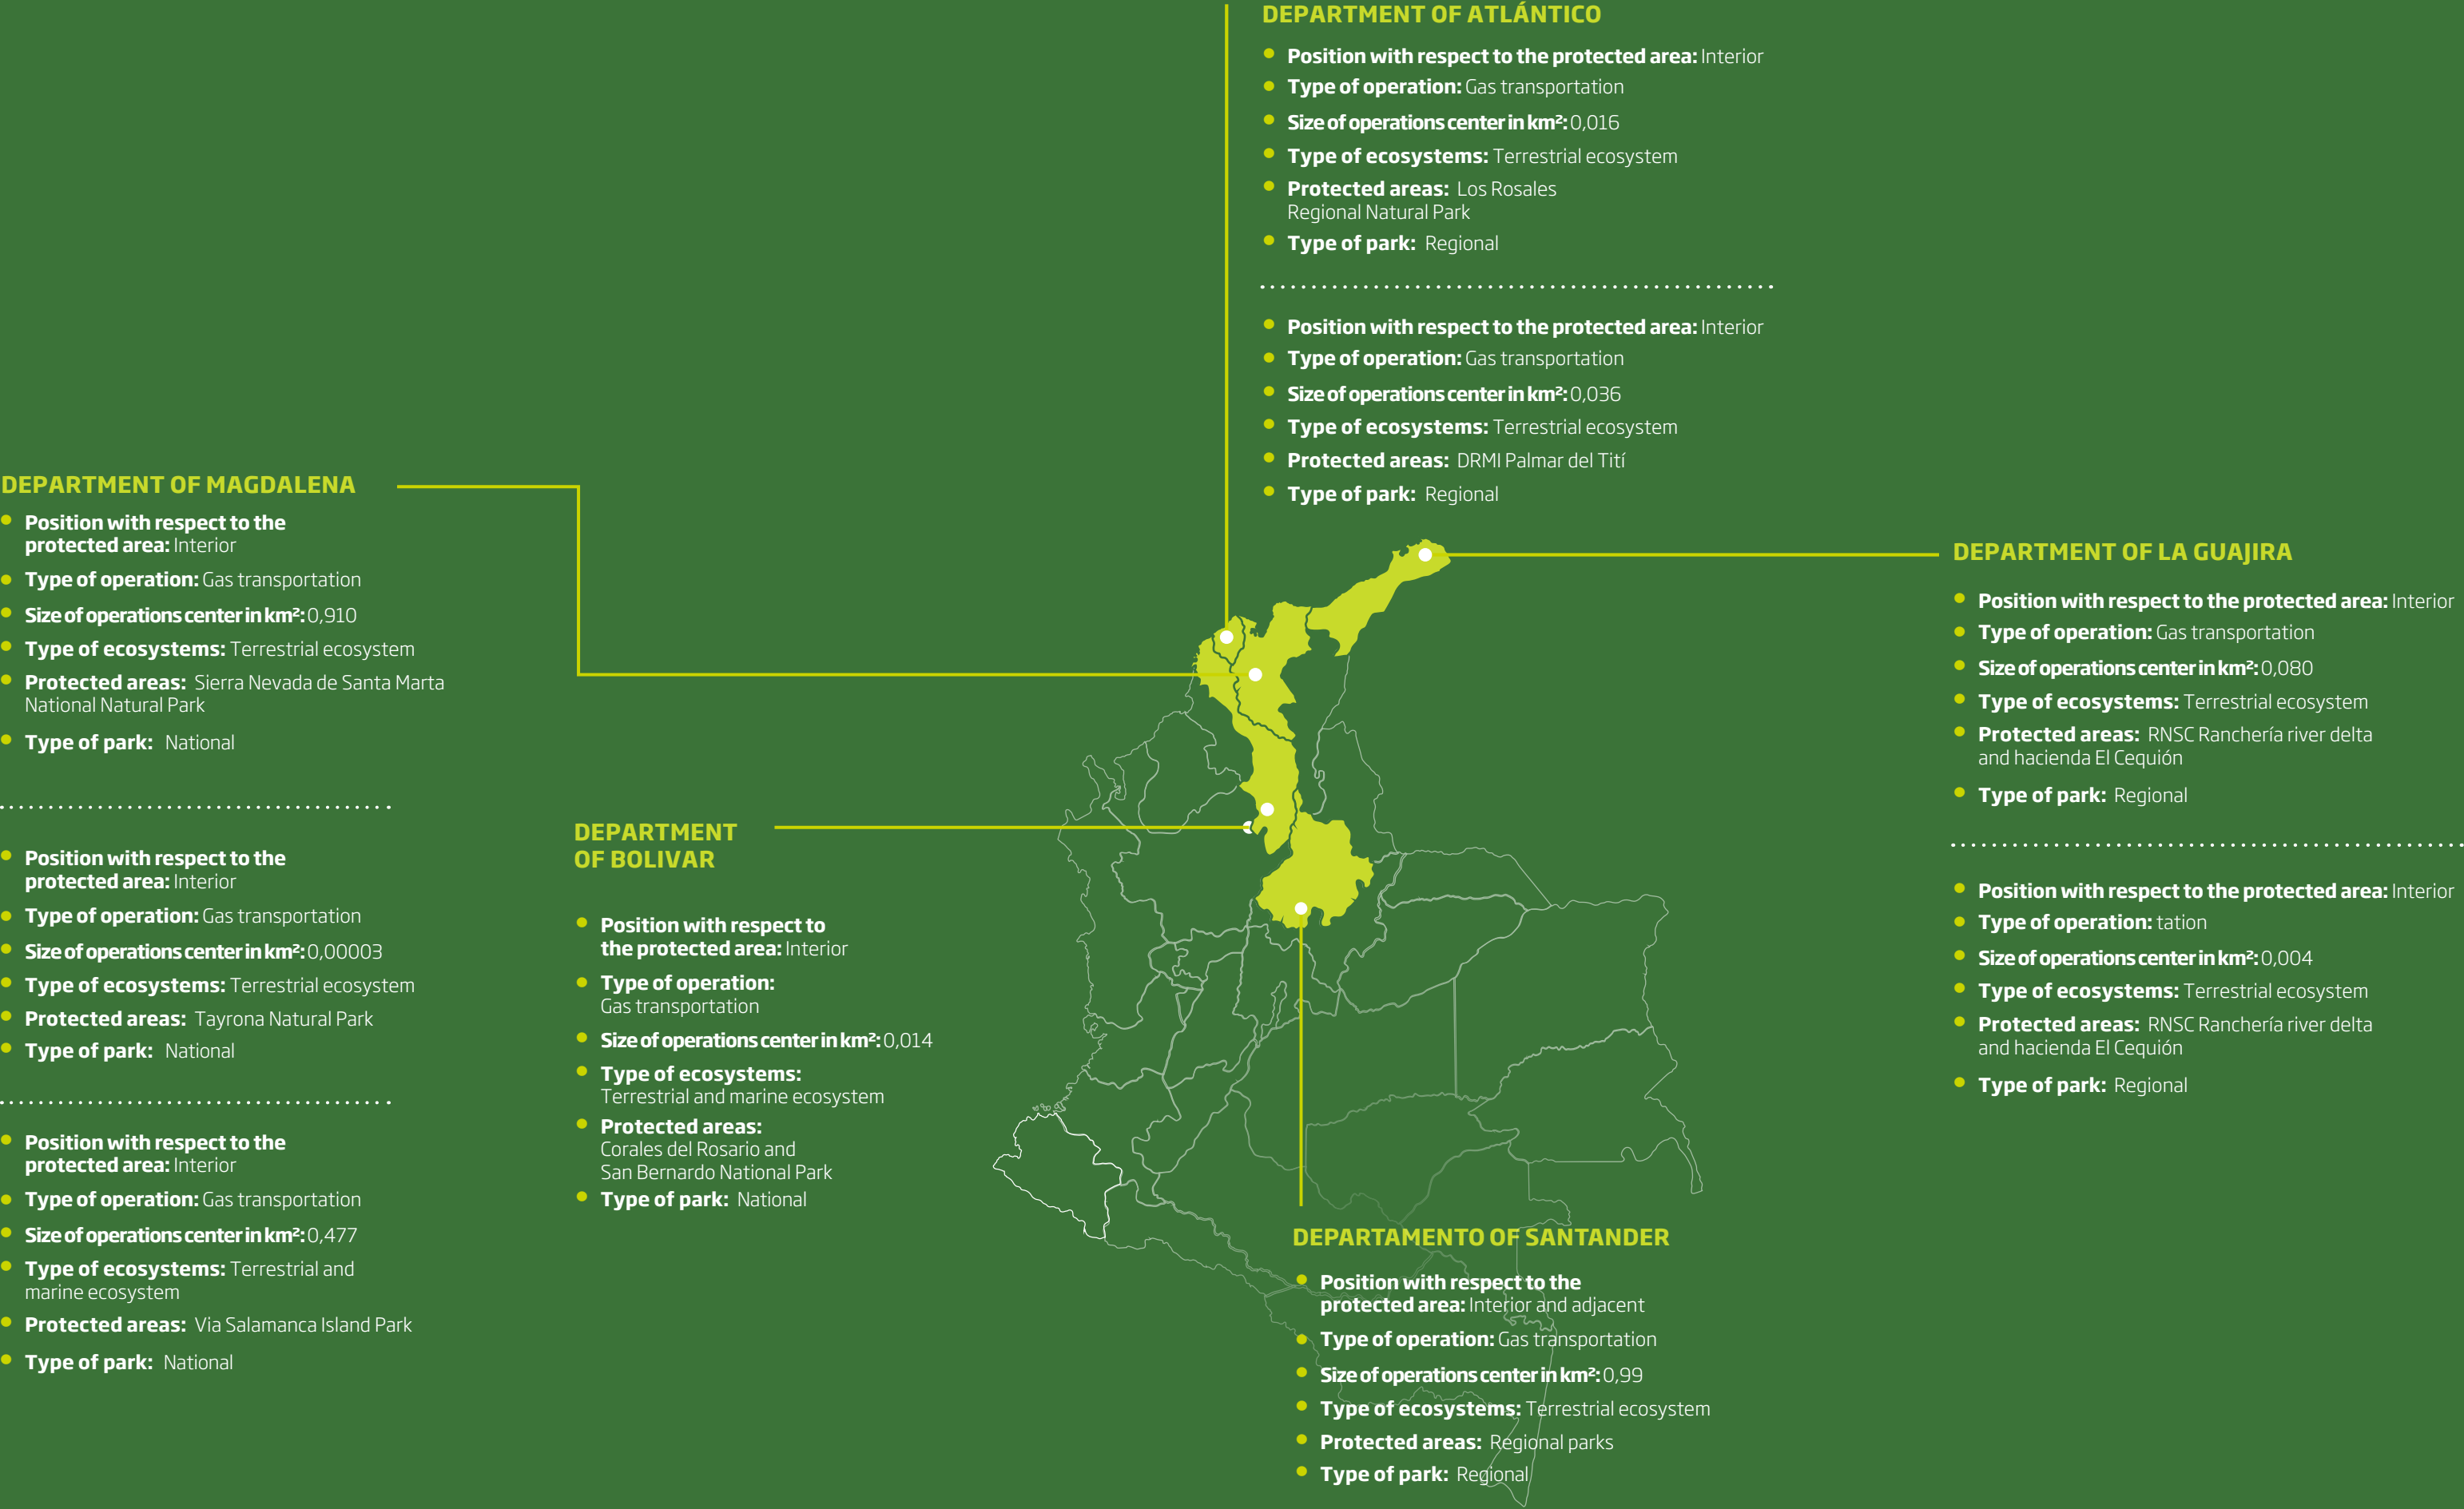 DEPARTMENT OF ATLÁNTICO
Position with respect to the protected area: Interior
Type of operation: Gas transportation
Size of operations center in km²: 0,016
Type of ecosystems: Terrestrial ecosystem
Protected areas: Los Rosales
Regional Natural Park
Type of park: Regional
Position with respect to the protected area: Interior
Type of operation: Gas transportation
Size of operations center in km²: 0,036
Type of ecosystems: Terrestrial ecosystem
Protected areas: DRMI Palmar del Tití
Type of park: Regional
DEPARTMENT OF MAGDALENA
Position with respect to the
protected area: Interior
Type of operation: Gas transportation
Size of operations center in km²: 0,910
Type of ecosystems: Terrestrial ecosystem
Protected areas: Sierra Nevada de Santa Marta
National Natural Park
Type of park: National
Position with respect to the
protected area: Interior
Type of operation: Gas transportation
Size of operations center in km²: 0,00003
Type of ecosystems: Terrestrial ecosystem
Protected areas: Tayrona Natural Park
Type of park: National
Position with respect to the
protected area: Interior
Type of operation: Gas transportation
Size of operations center in km²: 0,477
Type of ecosystems: Terrestrial and
marine ecosystem
Protected areas: Via Salamanca Island Park
Type of park: National
DEPARTMENT
OF BOLIVAR
Position with respect to
the protected area: Interior
Type of operation:
Gas transportation
Size of operations center in km²: 0,014
Type of ecosystems:
Terrestrial and marine ecosystem
Protected areas:
Corales del Rosario and
San Bernardo National Park
Type of park: National
DEPARTMENT OF LA GUAJIRA
Position with respect to the protected area: Interior
Type of operation: Gas transportation
Size of operations center in km²: 0,080
Type of ecosystems: Terrestrial ecosystem
Protected areas: RNSC Ranchería river delta
and hacienda El Cequión
Type of park: Regional
Position with respect to the protected area: Interior
Type of operation: tation
Size of operations center in km²: 0,004
Type of ecosystems: Terrestrial ecosystem
Protected areas: RNSC Ranchería river delta
and hacienda El Cequión
Type of park: Regional
DEPARTAMENTO OF SANTANDER
Position with respect to the
protected area: Interior and adjacent
Type of operation: Gas transportation
Size of operations center in km²: 0,99
Type of ecosystems: Terrestrial ecosystem
Protected areas: Regional parks
Type of park: Regional